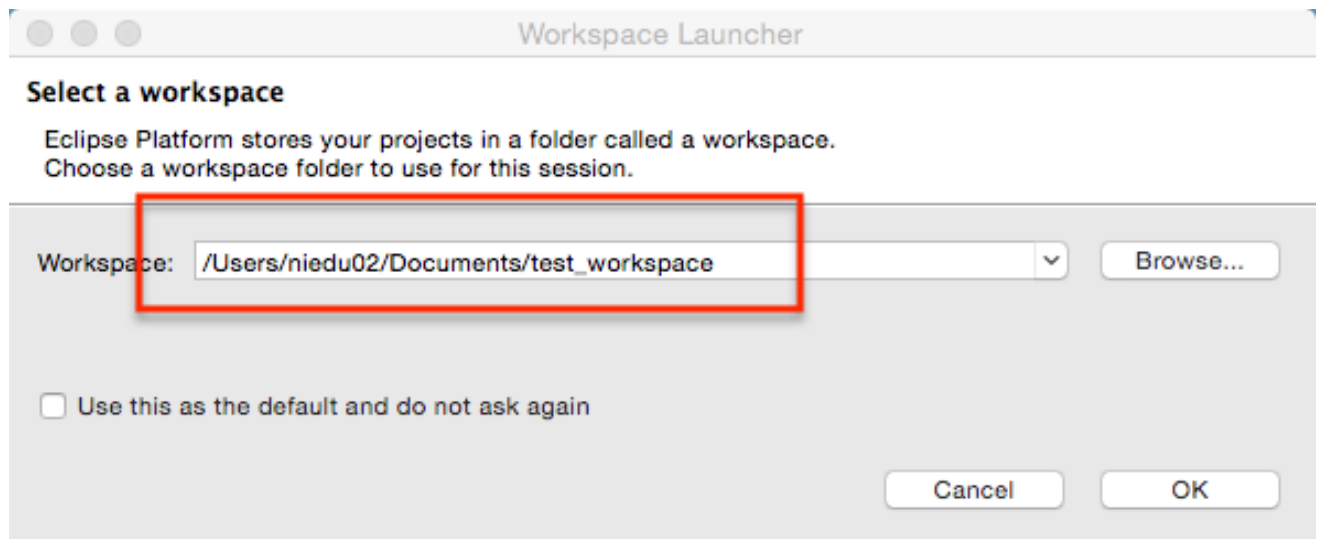 Workspace Launcher
Select a workspace
Eclipse Platform stores your projects in a folder called a workspace.
Choose a workspace folder to use for this session.
Workspace: /Users/niedu02/Documents/test_workspace Browse...
Use this as the default and do not ask again
Cancel OK